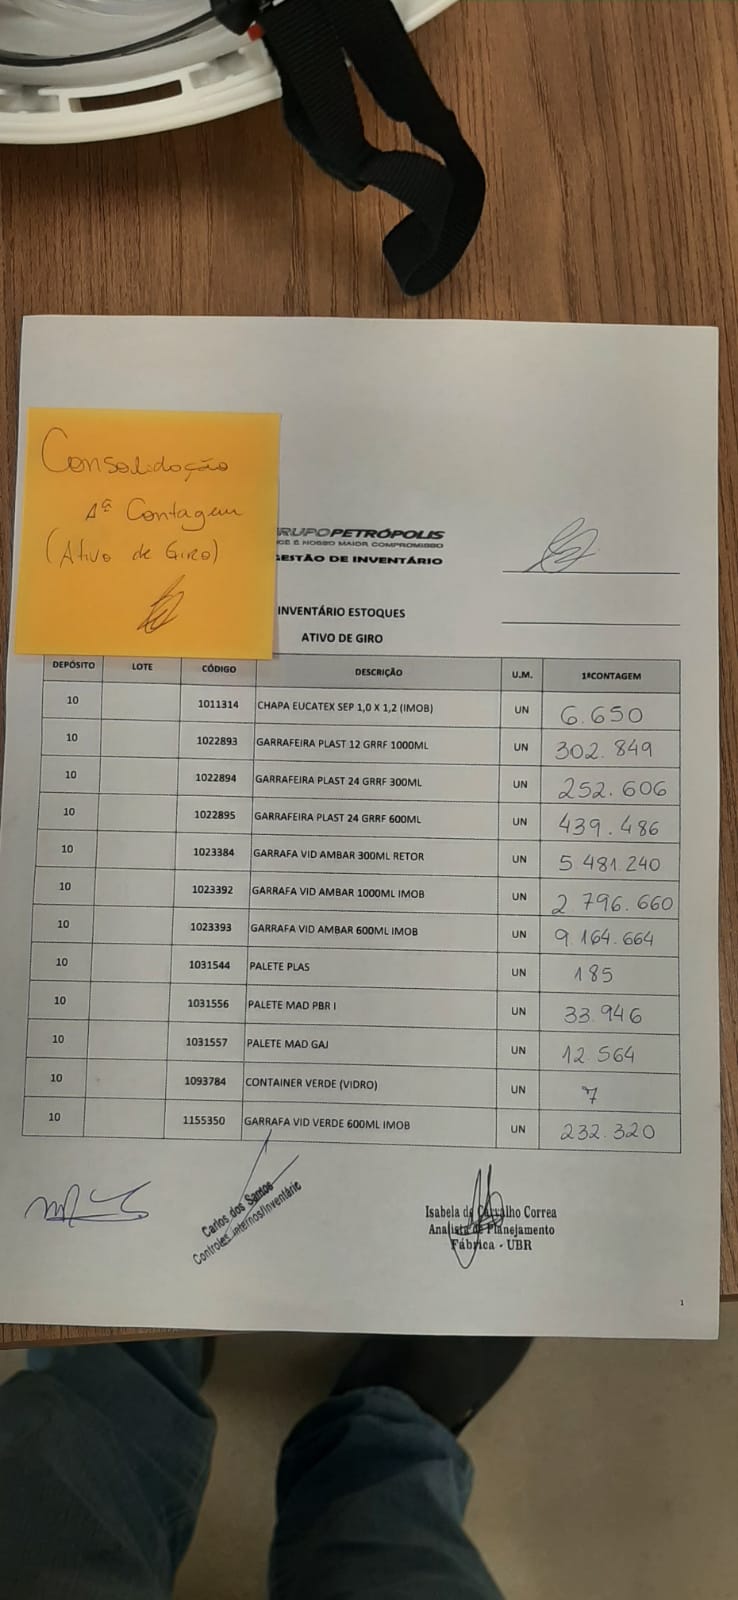 Consolidação
1ª Contagem
(Ativo de Giro)
RUPOPETRÓPOLIS
CE É NOSSO MAIOR COMPROMISSO
ESTÃO DE INVENTÁRIO
INVENTÁRIO ESTOQUES
ATIVO DE GIRO
DEPÓSITO LOTE CÓDIGO DESCRIÇÃO U.M. 1ªCONTAGEM
10 1011314 CHAPA EUCATEX SEP 1,0 X 1,2 (IMOB) UN 6.650
10 1022893 GARRAFEIRA PLAST 12 GRRF 1000ML UN 302.849
10 1022894 GARRAFEIRA PLAST 24 GRRF 300ML UN 252.606
10 1022895 GARRAFEIRA PLAST 24 GRRF 600ML UN 439.486
10 1023384 GARRAFA VID AMBAR 300ML RETOR UN 5.481.240
10 1023392 GARRAFA VID AMBAR 1000ML IMOB UN 2.796.660
10 1023393 GARRAFA VID AMBAR 600ML IMOB UN 9.164.664
10 1031544 PALETE PLAS UN 185
10 1031556 PALETE MAD PBR I UN 33.946
10 1031557 PALETE MAD GAJ UN 12.564
10 1093784 CONTAINER VERDE (VIDRO) UN 7
10 1155350 GARRAFA VID VERDE 600ML IMOB UN 232.320
Carlos dos Santos
Controles Internos/Inventário
Isabela de Carvalho Correa
Analista de Planejamento
Fábrica - UBR
1